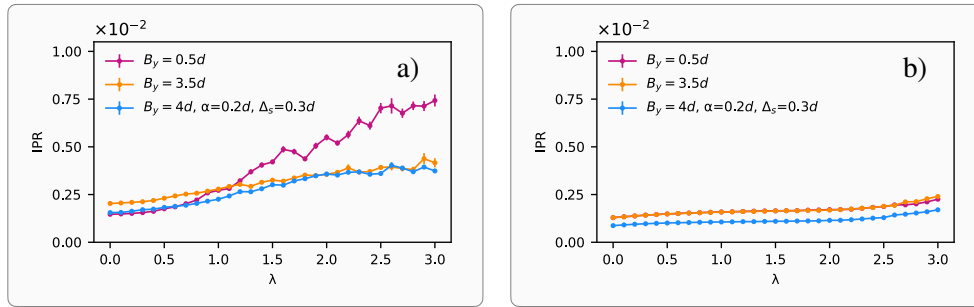 ×10⁻²
1.00
0.75
0.50
0.25
0.00
IPR
B_y = 0.5d
B_y = 3.5d
B_y = 4d, α=0.2d, Δ_s=0.3d
a)
0.0 0.5 1.0 1.5 2.0 2.5 3.0
λ
×10⁻²
1.00
0.75
0.50
0.25
0.00
IPR
B_y = 0.5d
B_y = 3.5d
B_y = 4d, α=0.2d, Δ_s=0.3d
b)
0.0 0.5 1.0 1.5 2.0 2.5 3.0
λ